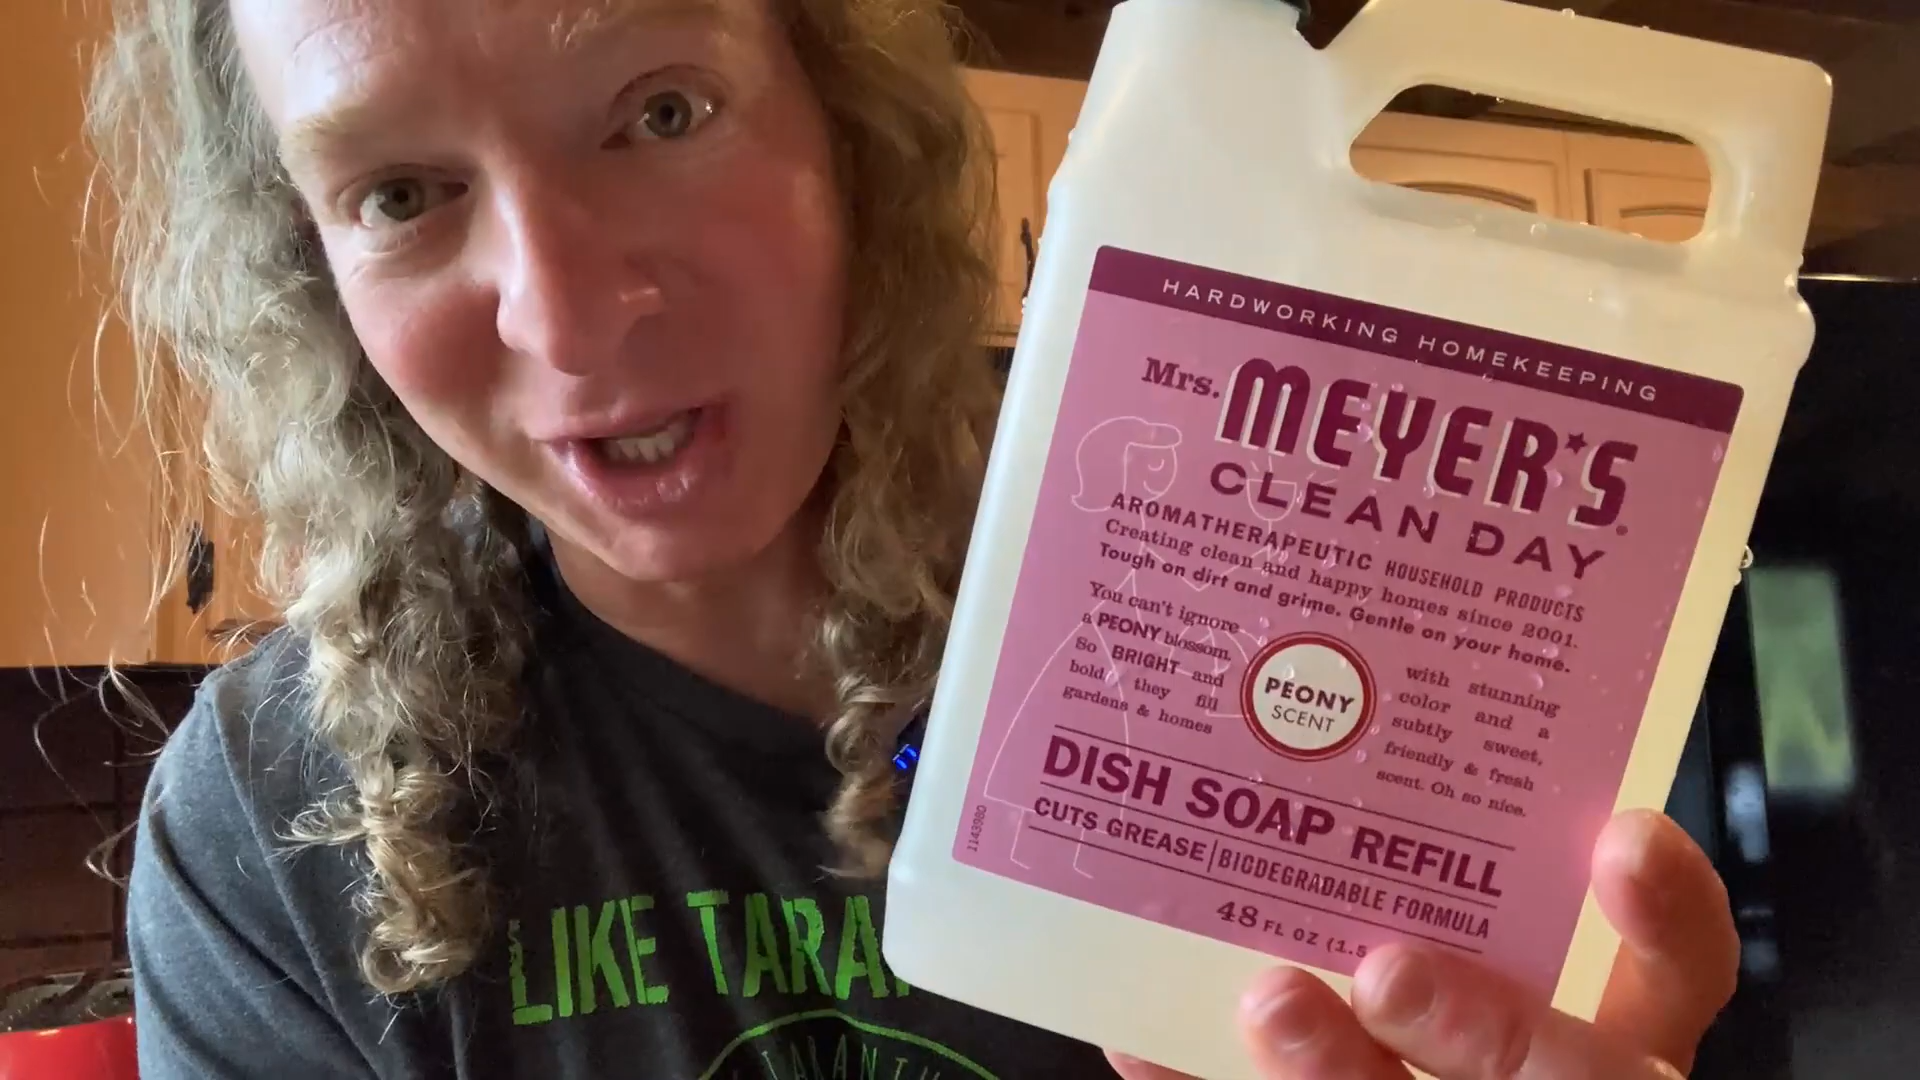 HARDWORKING HOMEKEEPING
Mrs. MEYER'S
CLEAN DAY
AROMATHERAPEUTIC HOUSEHOLD PRODUCTS
Creating clean and happy homes since 2001.
Tough on dirt and grime. Gentle on your home.
You can't ignore
a PEONY blossom.
So BRIGHT and
bold they fill
gardens & homes
PEONY
SCENT
with stunning
color and a
subtly sweet,
friendly & fresh
scent. Oh so nice.
DISH SOAP REFILL
CUTS GREASE | BIODEGRADABLE FORMULA
48 FL OZ (1.5
1143980
LIKE